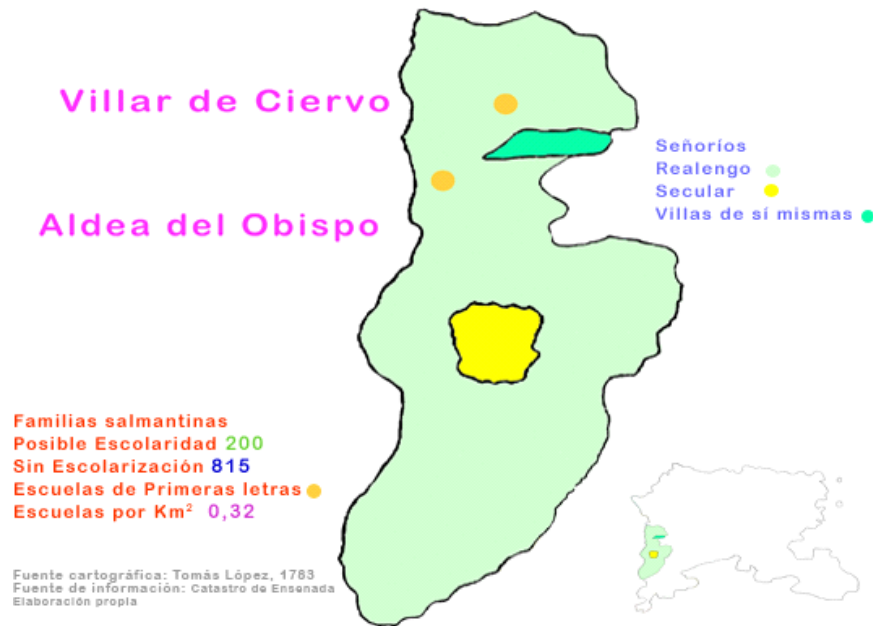 Villar de Ciervo
Aldea del Obispo
Señoríos
Realengo
Secular
Villas de sí mismas
Familias salmantinas
Posible Escolaridad 200
Sin Escolarización 815
Escuelas de Primeras letras
Escuelas por Km² 0,32
Fuente cartográfica: Tomás López, 1783
Fuente de información: Catastro de Ensenada
Elaboración propia